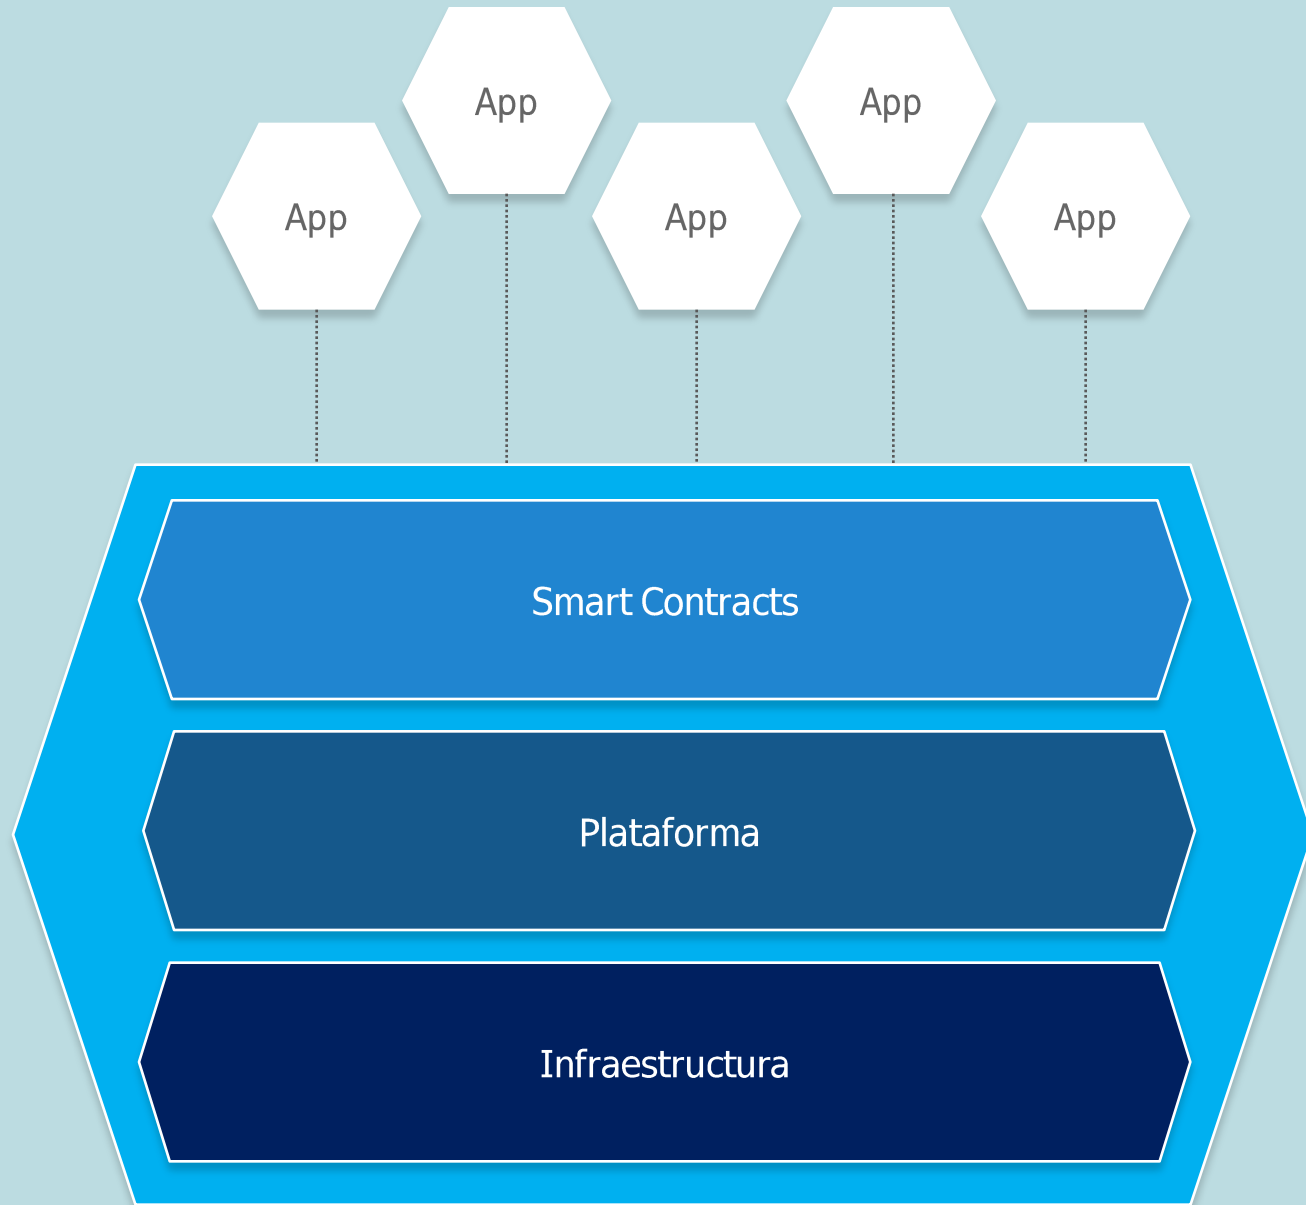 App
App
App
App
App
Smart Contracts
Plataforma
Infraestructura